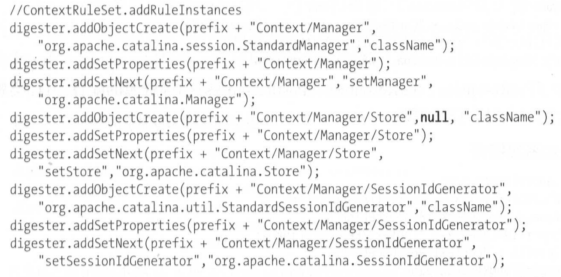 //ContextRuleSet.addRuleInstances
digester.addObjectCreate(prefix + "Context/Manager",
"org.apache.catalina.session.StandardManager","className");
digester.addSetProperties(prefix + "Context/Manager");
digester.addSetNext(prefix + "Context/Manager","setManager",
"org.apache.catalina.Manager");
digester.addObjectCreate(prefix + "Context/Manager/Store",null, "className");
digester.addSetProperties(prefix + "Context/Manager/Store");
digester.addSetNext(prefix + "Context/Manager/Store",
"setStore","org.apache.catalina.Store");
digester.addObjectCreate(prefix + "Context/Manager/SessionIdGenerator",
"org.apache.catalina.util.StandardSessionIdGenerator","className");
digester.addSetProperties(prefix + "Context/Manager/SessionIdGenerator");
digester.addSetNext(prefix + "Context/Manager/SessionIdGenerator",
"setSessionIdGenerator","org.apache.catalina.SessionIdGenerator");